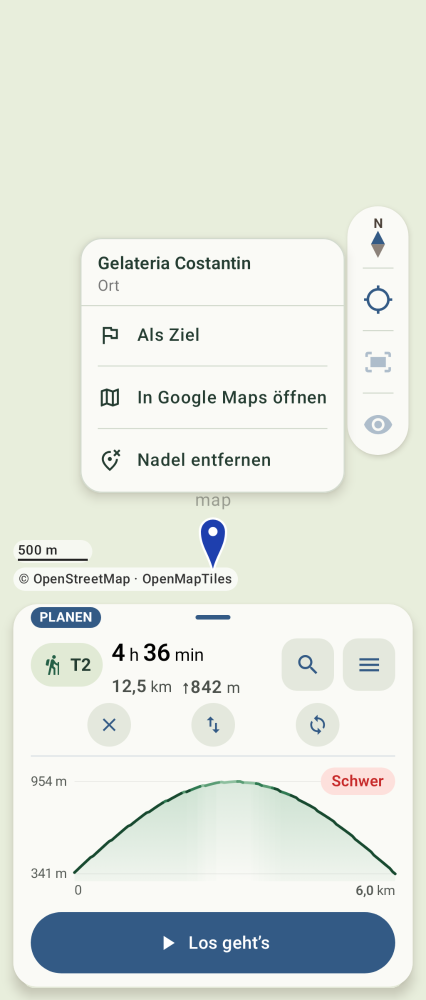 N
Gelateria Costantin
Ort
Als Ziel
In Google Maps öffnen
Nadel entfernen
map
500 m
© OpenStreetMap · OpenMapTiles
PLANEN
T2
4 h 36 min
12,5 km ↑842 m
954 m
Schwer
341 m
0
6,0 km
Los geht's